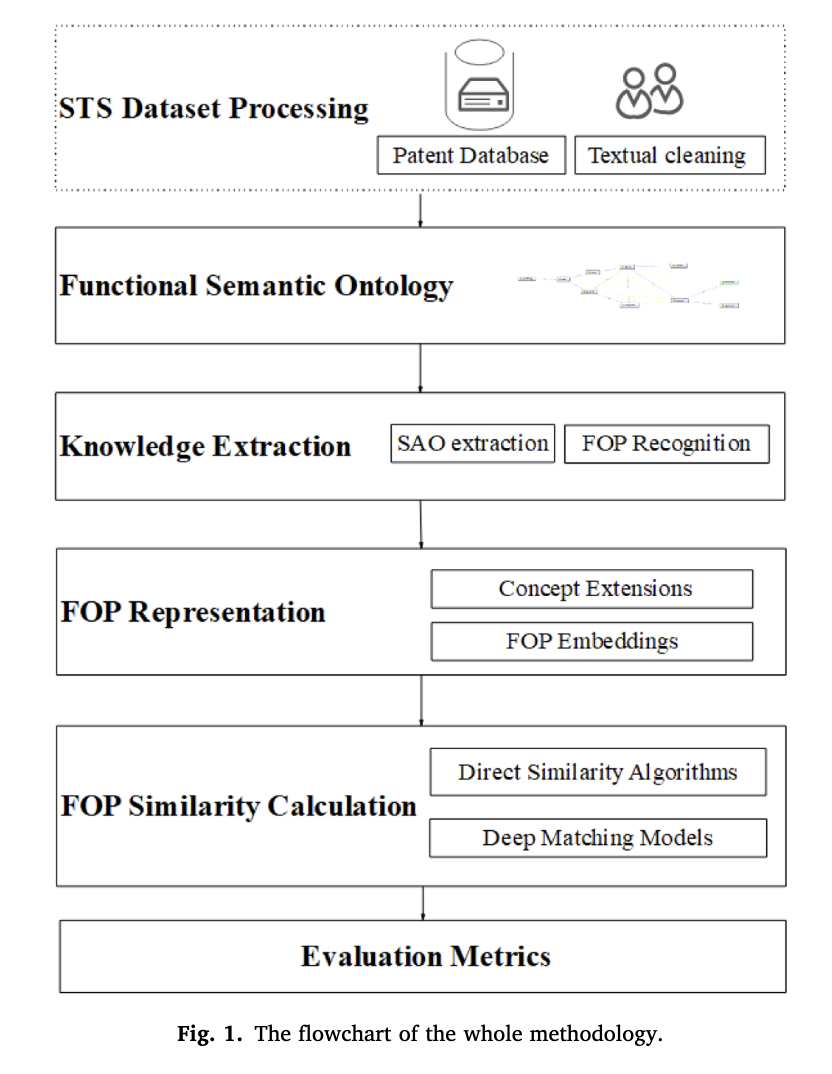 STS Dataset Processing
Patent Database
Textual cleaning
Functional Semantic Ontology
Knowledge Extraction
SAO extraction
FOP Recognition
FOP Representation
Concept Extensions
FOP Embeddings
FOP Similarity Calculation
Direct Similarity Algorithms
Deep Matching Models
Evaluation Metrics
Fig. 1. The flowchart of the whole methodology.